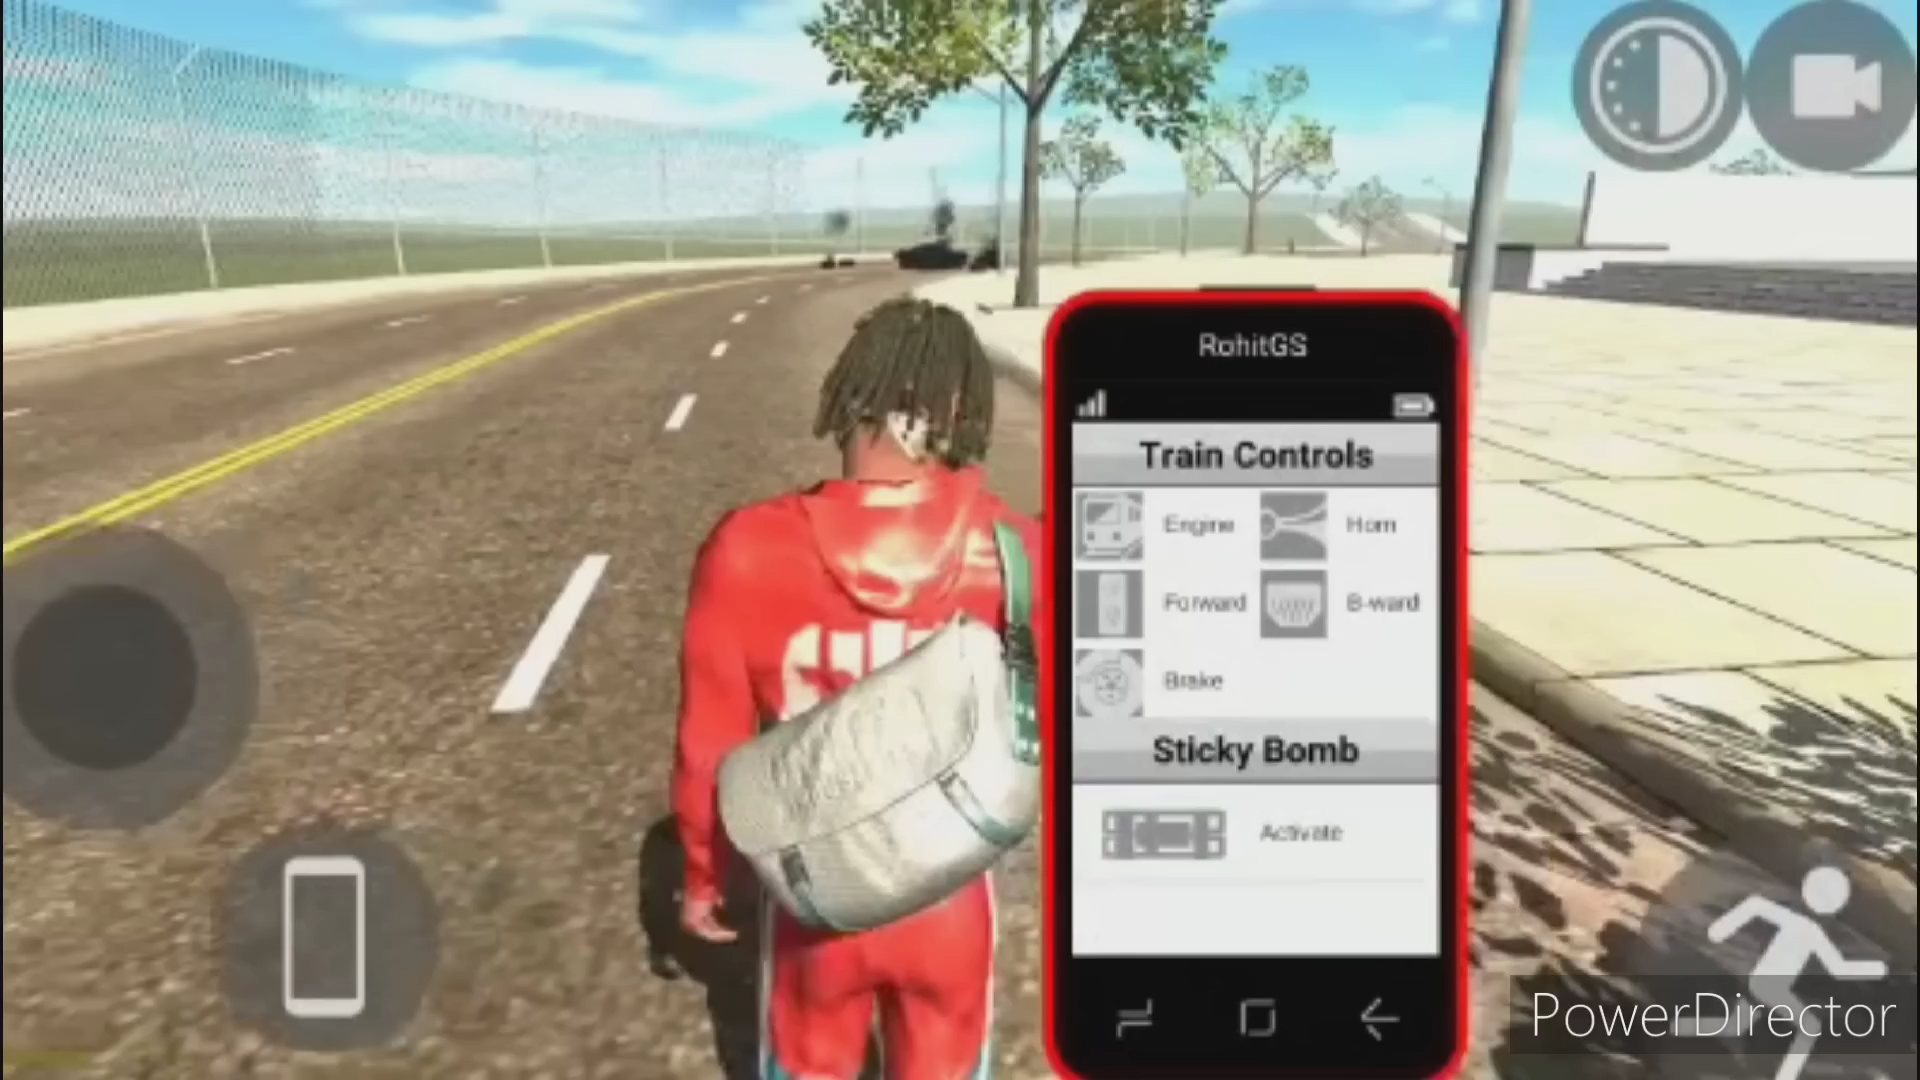 RohitGS
Train Controls
Engine
Horn
Forward
B-ward
Brake
Sticky Bomb
Activate
PowerDirector